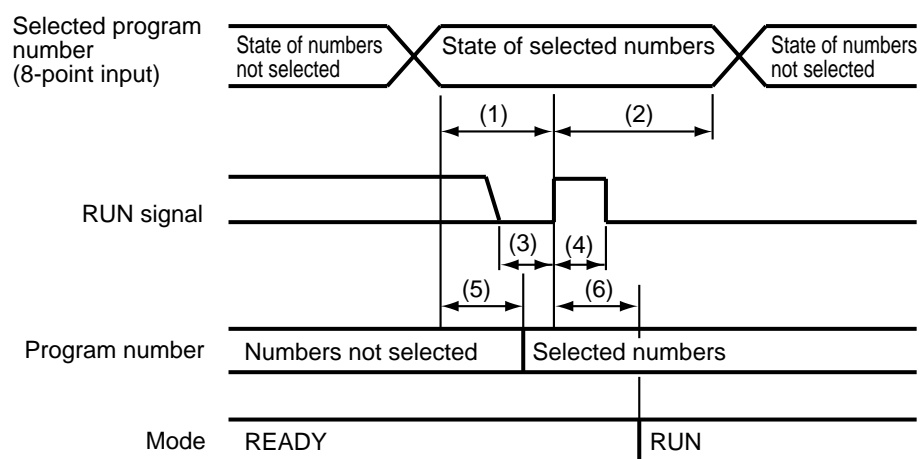 Selected program
number
(8-point input)
State of numbers
not selected
State of selected numbers
State of numbers
not selected
(1)
(2)
RUN signal
(3)
(4)
(5)
(6)
Program number
Numbers not selected
Selected numbers
Mode
READY
RUN